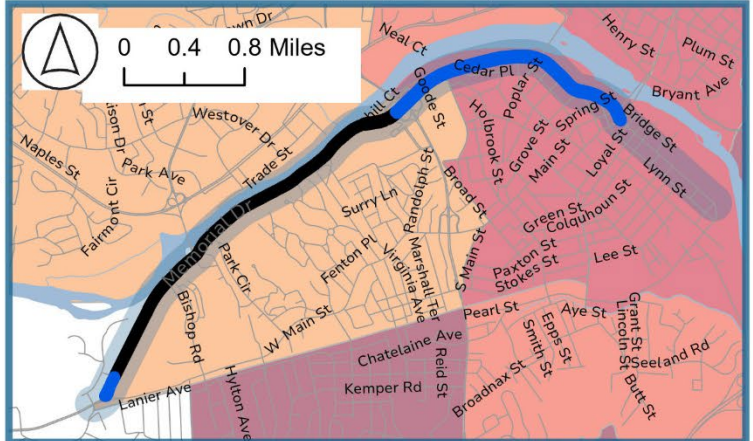 0 0.4 0.8 Miles
Neal Ct
Henry St
Plum St
Bryant Ave
Cedar Pl
Poplar St
Goode St
hill Ct
Spring St
Bridge St
Holbrook St
Grove St
Main St
Loyal St
Lynn St
Westover Dr
Naples St
Park Ave
Trade St
Fairmont Cir
Memorial Dr
Surry Ln
Randolph St
Broad St
S Main St
Green St
Colquhoun St
Lee St
Paxton St
Stokes St
Park Cir
Fenton Pl
Virginia Ave
Marshall Ter
Bishop Rd
W Main St
Pearl St
Aye St
Grant St
Lincoln St
Epps St
Smith St
Seeland Rd
Butt St
Chatelaine Ave
Reid St
Kemper Rd
Broadnax St
Lanier Ave
Hylton Ave